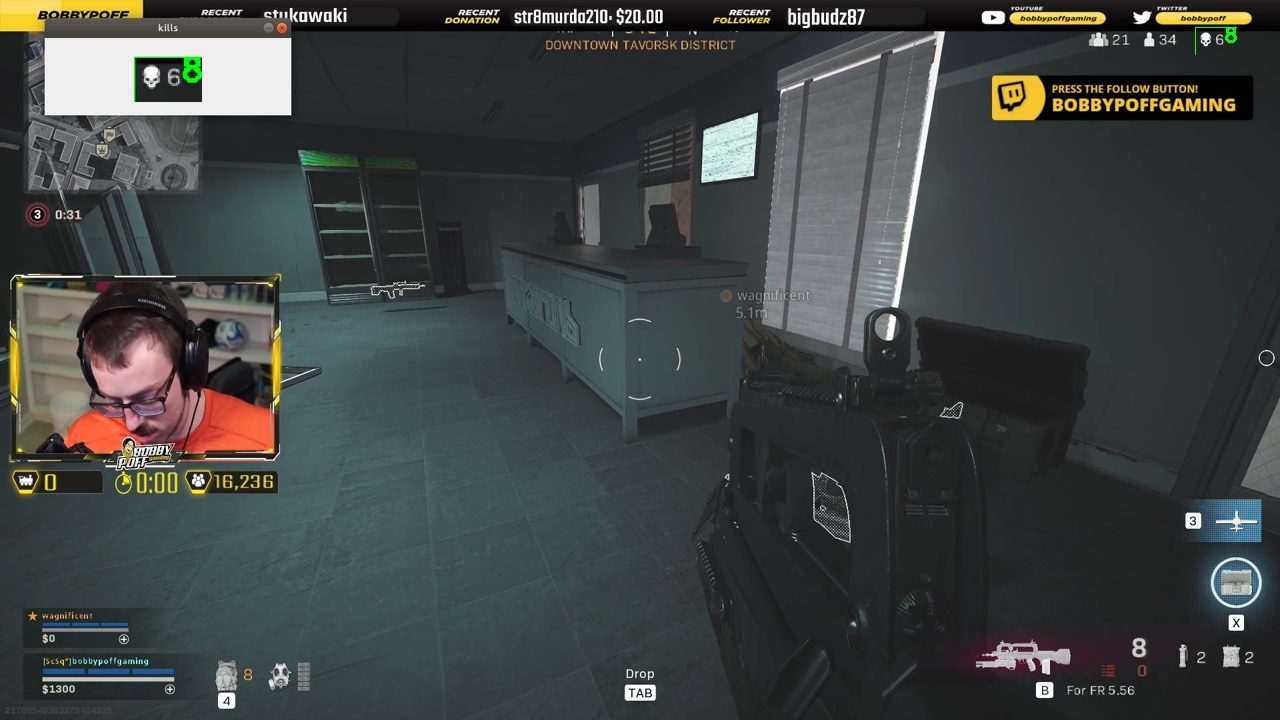 BOBBYPOFF
RECENT
stukawaki
RECENT
DONATION
str8murda210: $20.00
RECENT
FOLLOWER
bigbudz87
YOUTUBE
bobbypoffgaming
TWITTER
bobbypoff
kills
6 8
DOWNTOWN TAVORSK DISTRICT
21
34
6 8
PRESS THE FOLLOW BUTTON!
BOBBYPOFFGAMING
3
0:31
wagnificent
5.1m
BOBBY
POFF
0
0:00
16,236
3
X
wagnificent
$0
[ScSq*]bobbypoffgaming
$1300
8
4
Drop
TAB
8
0
B
For FR 5.56
2
2